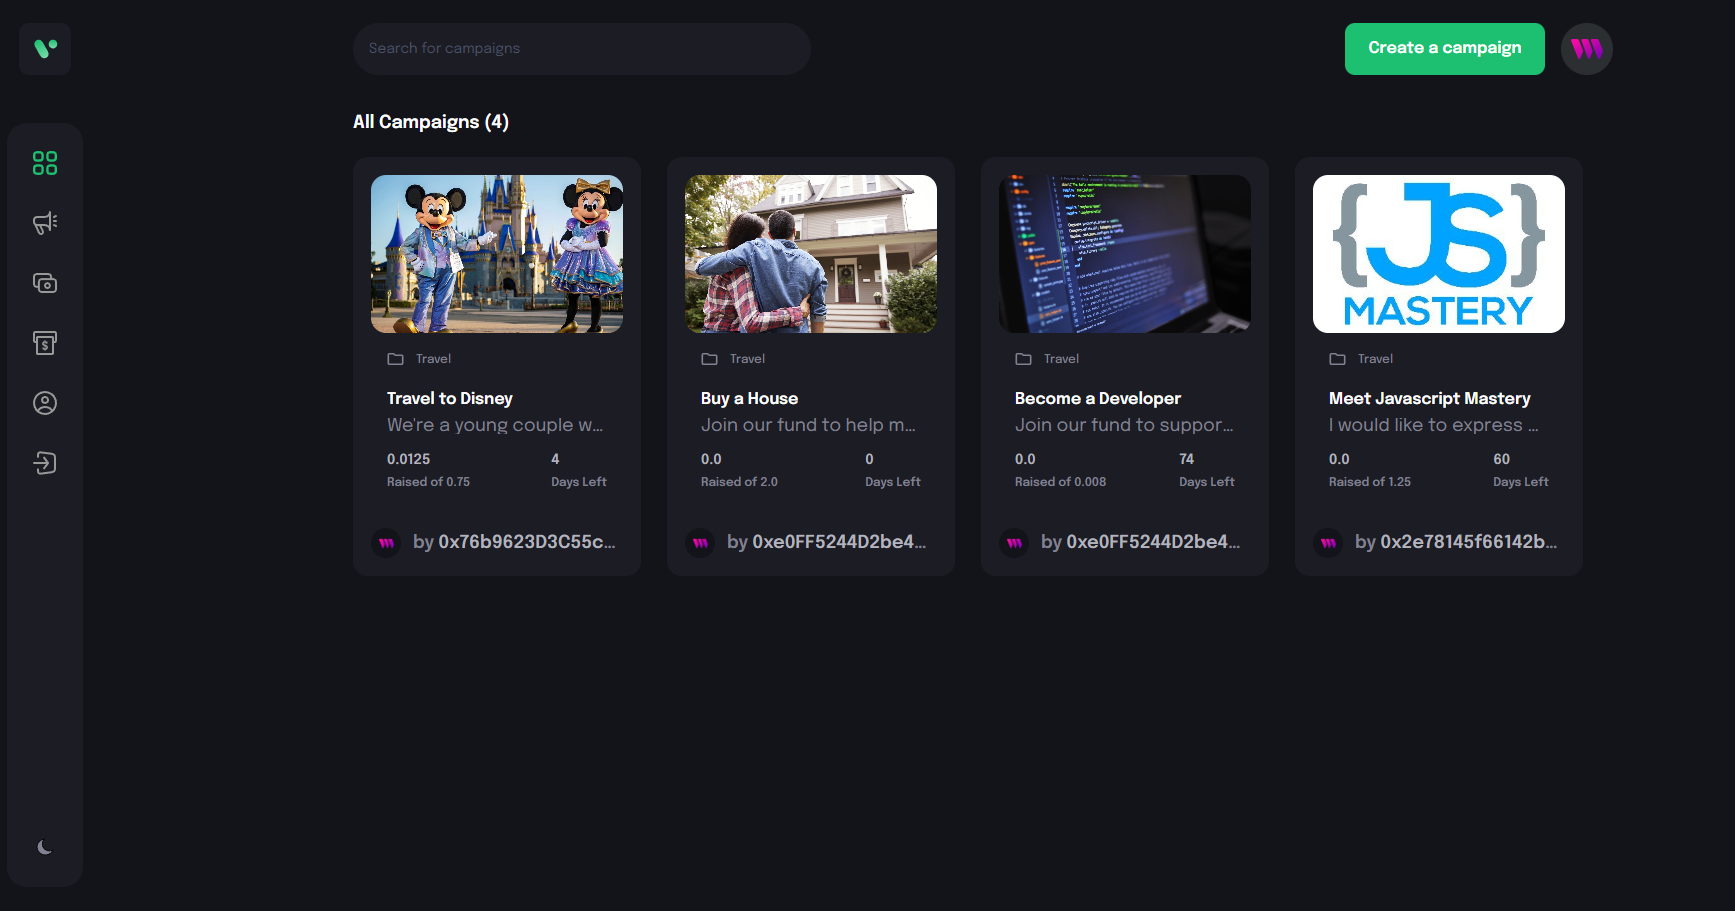 Search for campaigns
Create a campaign
All Campaigns (4)
{JS}
MASTERY
Travel
Travel to Disney
We're a young couple w...
0.0125
4
Raised of 0.75
Days Left
by 0x76b9623D3C55c...
Travel
Buy a House
Join our fund to help m...
0.0
0
Raised of 2.0
Days Left
by 0xe0FF5244D2be4...
Travel
Become a Developer
Join our fund to suppor...
0.0
74
Raised of 0.008
Days Left
by 0xe0FF5244D2be4...
Travel
Meet Javascript Mastery
I would like to express ...
0.0
60
Raised of 1.25
Days Left
by 0x2e78145f66142b...